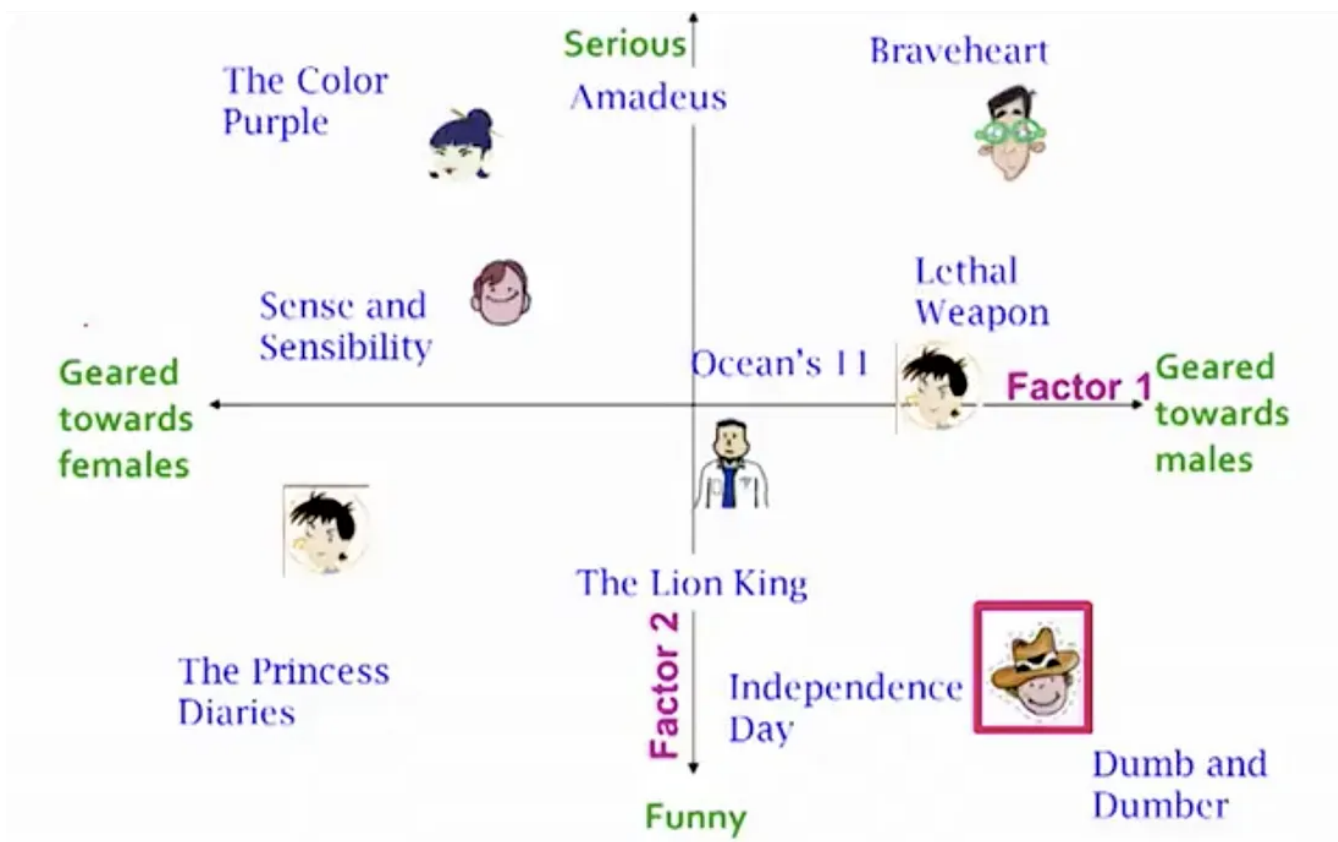 Serious
Braveheart
The Color
Purple
Amadeus
Lethal
Weapon
Sense and
Sensibility
Ocean's 11
Geared
towards
females
Factor 1
Geared
towards
males
The Lion King
Factor 2
The Princess
Diaries
Independence
Day
Dumb and
Dumber
Funny